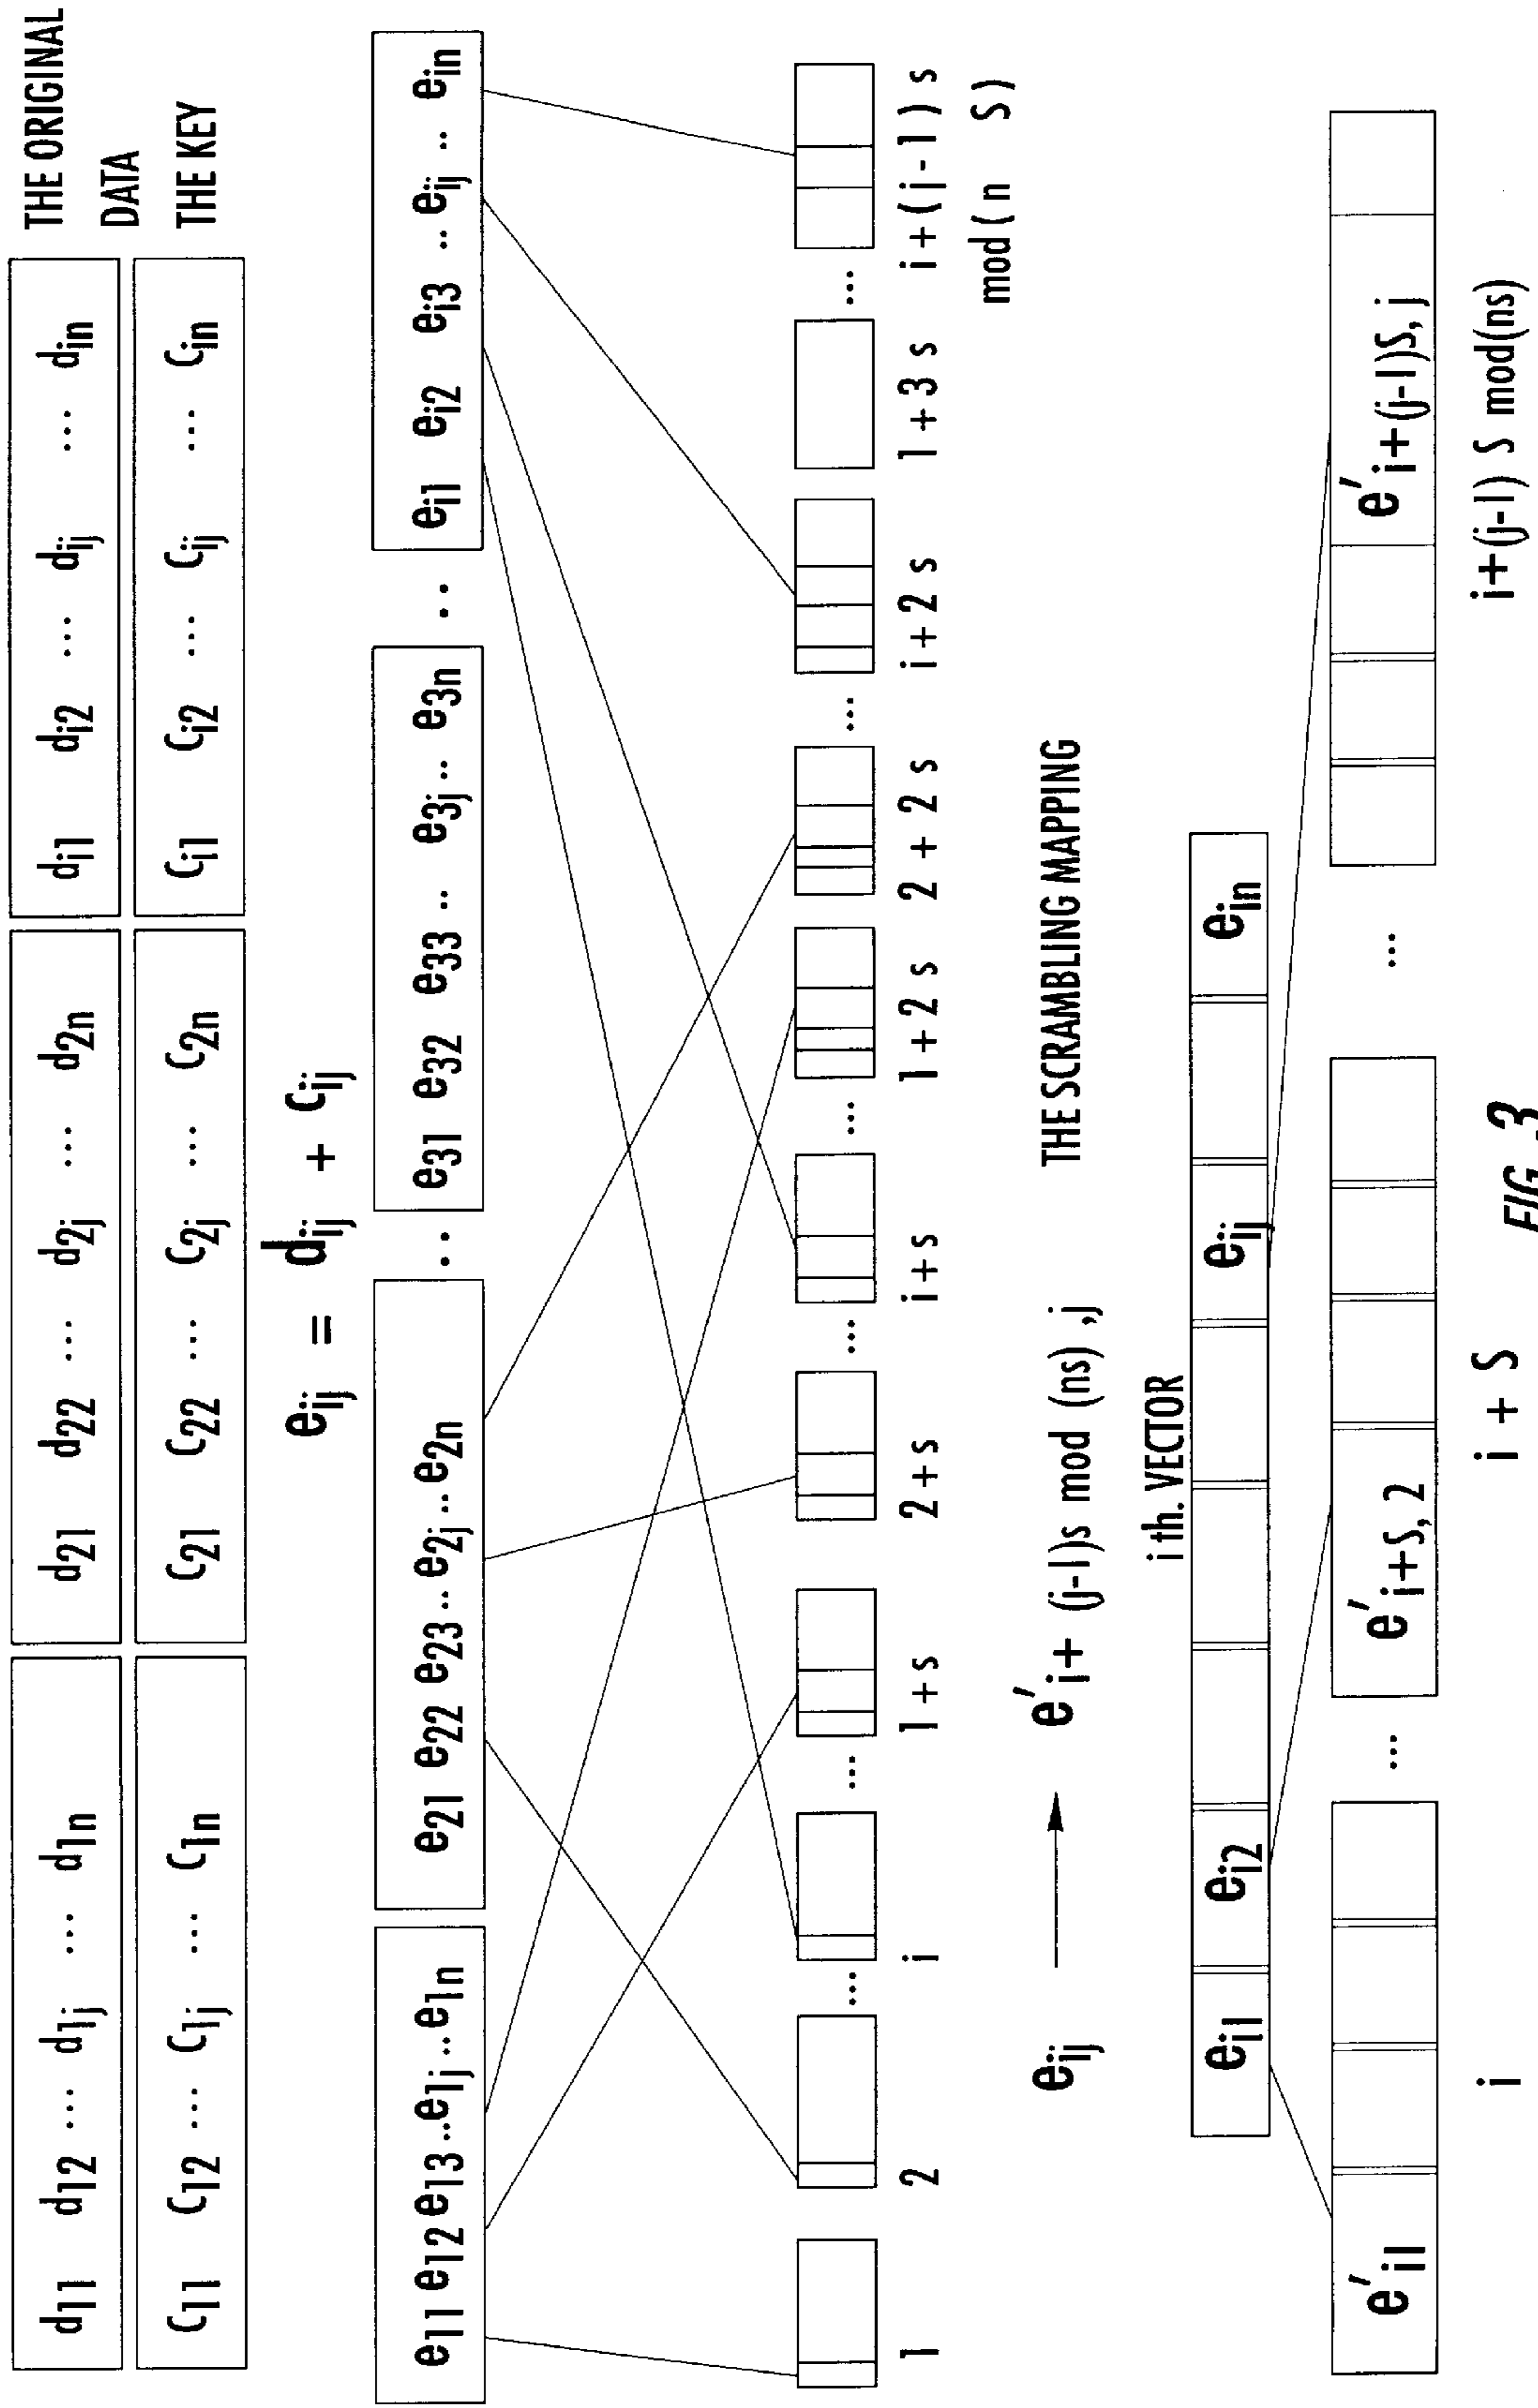 d11 d12 ... d1j ... d1n d21 d22 ... d2j ... d2n di1 di2 ... dij ... din THE ORIGINAL
DATA
C11 C12 ... C1j ... C1n C21 C22 ... C2j ... C2n Ci1 Ci2 ... Cij ... Cin THE KEY
eij = dij + cij
e11 e12 e13 .. e1j .. e1n e21 e22 e23 .. e2j .. e2n .. e31 e32 e33 .. e3j .. e3n .. ei1 ei2 ei3 .. eij .. ein
... ... ... ... ... ...
1 2 i 1+s 2+s i+s 1+2s 2+2s i+2s 1+3s i+(j-1)s
mod(n S)
eij → e'i+ (j-1)s mod (ns) ,j THE SCRAMBLING MAPPING
ith. VECTOR
ei1 ei2 eij ein
e'i1 ... e'i+S, 2 ... e'i+(j-1)S, j
i i + S i+(j-1) S mod(ns)
FIG. 3